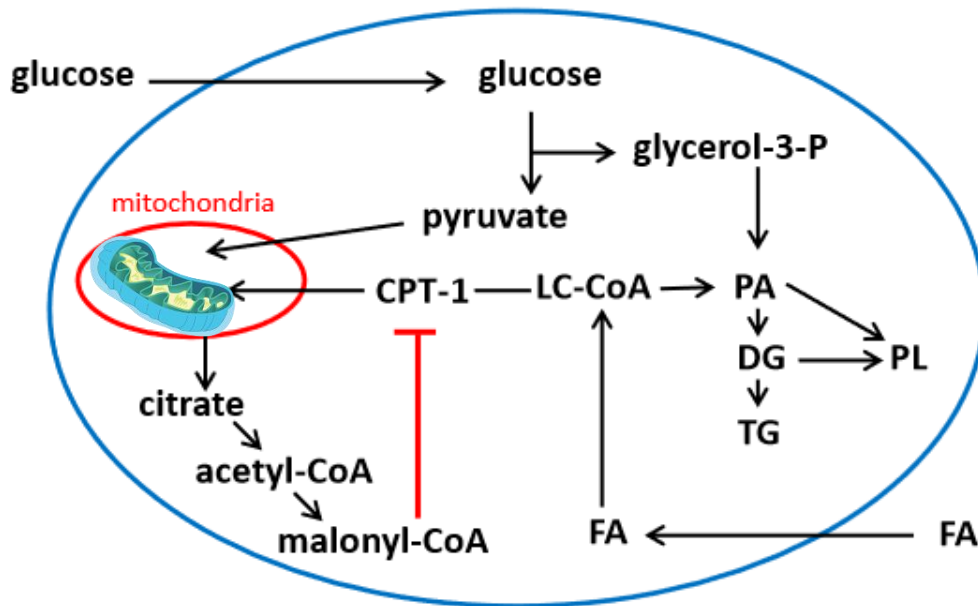 glucose
glucose
glycerol-3-P
mitochondria
pyruvate
CPT-1
LC-CoA
PA
DG
PL
citrate
TG
acetyl-CoA
malonyl-CoA
FA
FA